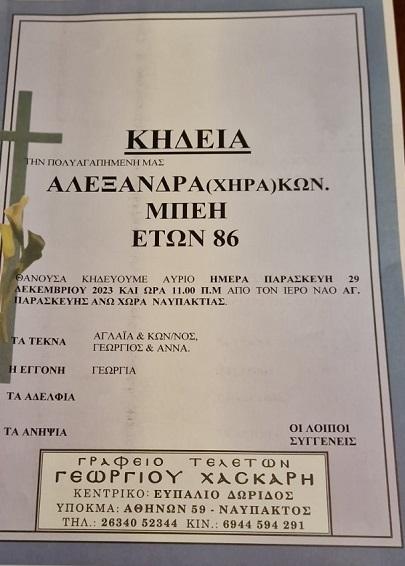 ΚΗΔΕΙΑ
ΤΗΝ ΠΟΛΥΑΓΑΠΗΜΕΝΗ ΜΑΣ
ΑΛΕΞΑΝΔΡΑ(ΧΗΡΑ)ΚΩΝ.
ΜΠΕΗ
ΕΤΩΝ 86
ΘΑΝΟΥΣΑ ΚΗΔΕΥΟΥΜΕ ΑΥΡΙΟ ΗΜΕΡΑ ΠΑΡΑΣΚΕΥΗ 29
ΔΕΚΕΜΒΡΙΟΥ 2023 ΚΑΙ ΩΡΑ 11.00 Π.Μ ΑΠΟ ΤΟΝ ΙΕΡΟ ΝΑΟ ΑΓ.
ΠΑΡΑΣΚΕΥΗΣ ΑΝΩ ΧΩΡΑ ΝΑΥΠΑΚΤΙΑΣ.
ΤΑ ΤΕΚΝΑ ΑΓΛΑΪΑ & ΚΩΝ/ΝΟΣ,
ΓΕΩΡΓΙΟΣ & ΑΝΝΑ.
Η ΕΓΓΟΝΗ ΓΕΩΡΓΙΑ
ΤΑ ΑΔΕΛΦΙΑ
ΤΑ ΑΝΗΨΙΑ ΟΙ ΛΟΙΠΟΙ
ΣΥΓΓΕΝΕΙΣ
ΓΡΑΦΕΙΟ ΤΕΛΕΤΩΝ
ΓΕΩΡΓΙΟΥ ΧΑΣΚΑΡΗ
ΚΕΝΤΡΙΚΟ: ΕΥΠΑΛΙΟ ΔΩΡΙΔΟΣ
ΥΠΟΚΜΑ: ΑΘΗΝΩΝ 59 - ΝΑΥΠΑΚΤΟΣ
ΤΗΛ.: 26340 52344 ΚΙΝ.: 6944 594 291